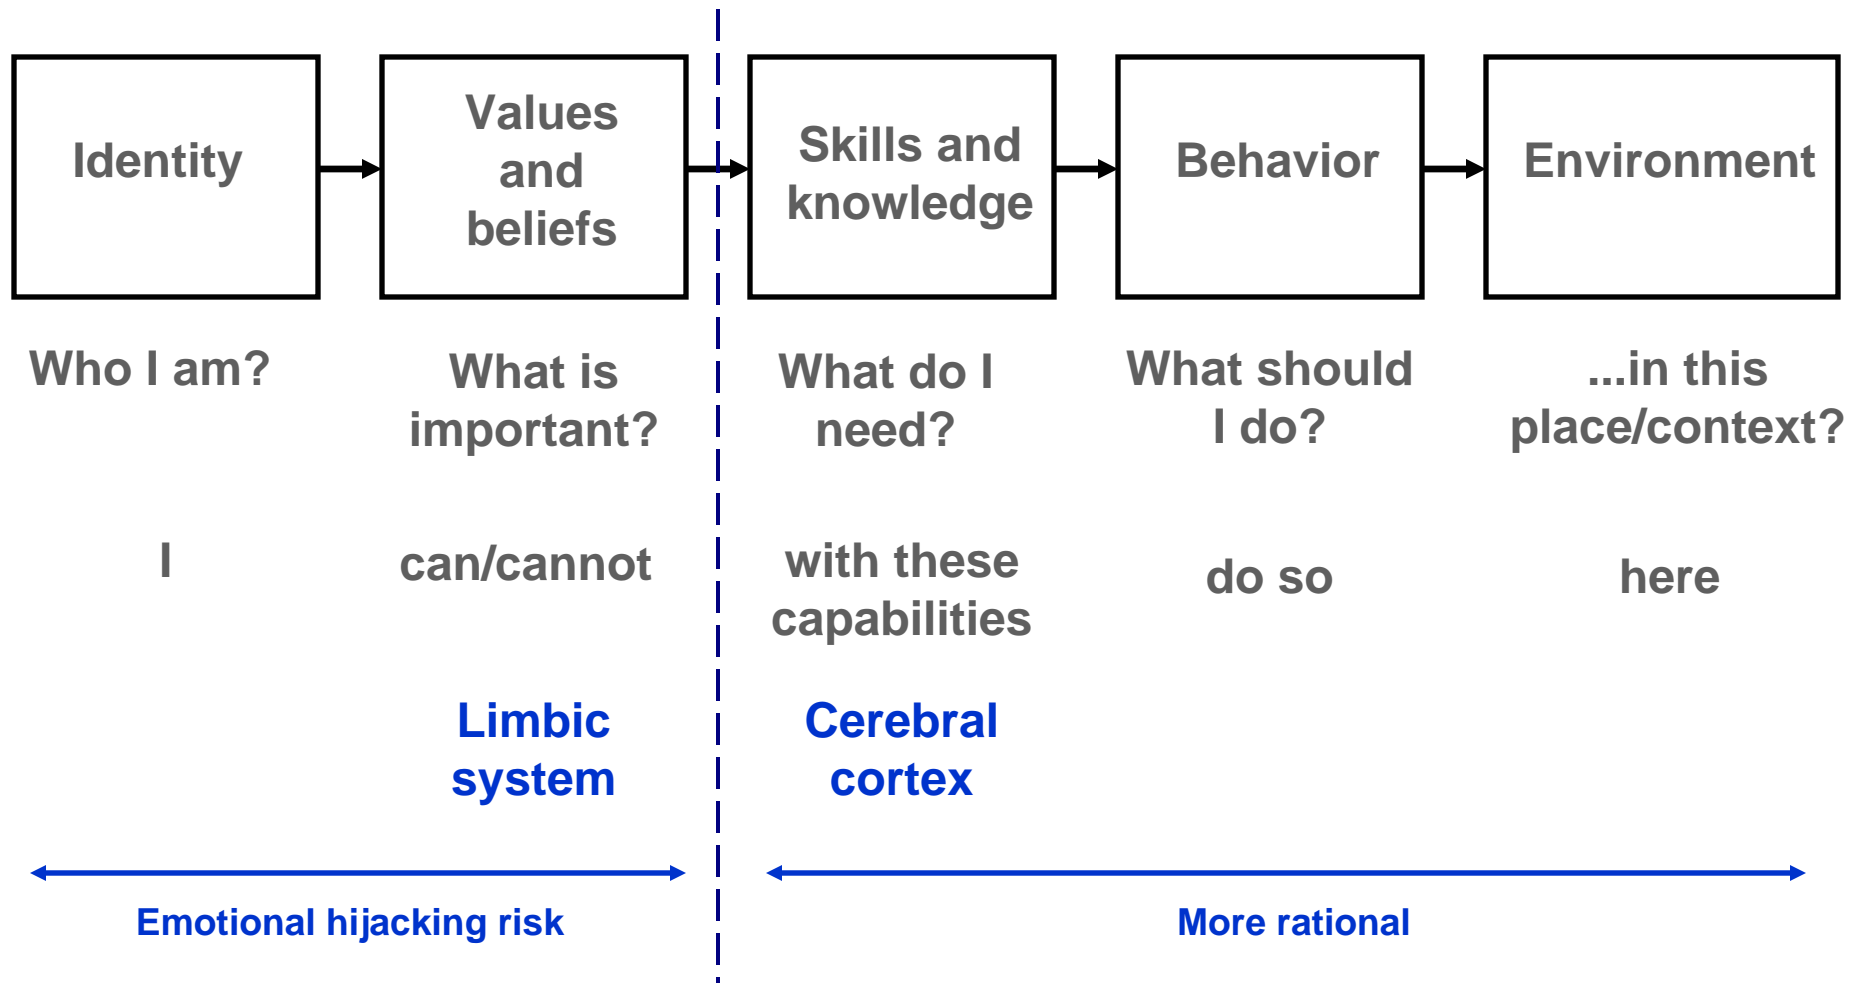 Identity
Values
and
beliefs
Skills and
knowledge
Behavior
Environment
Who I am?
What is
important?
What do I
need?
What should
I do?
...in this
place/context?
I
can/cannot
with these
capabilities
do so
here
Limbic
system
Cerebral
cortex
Emotional hijacking risk
More rational